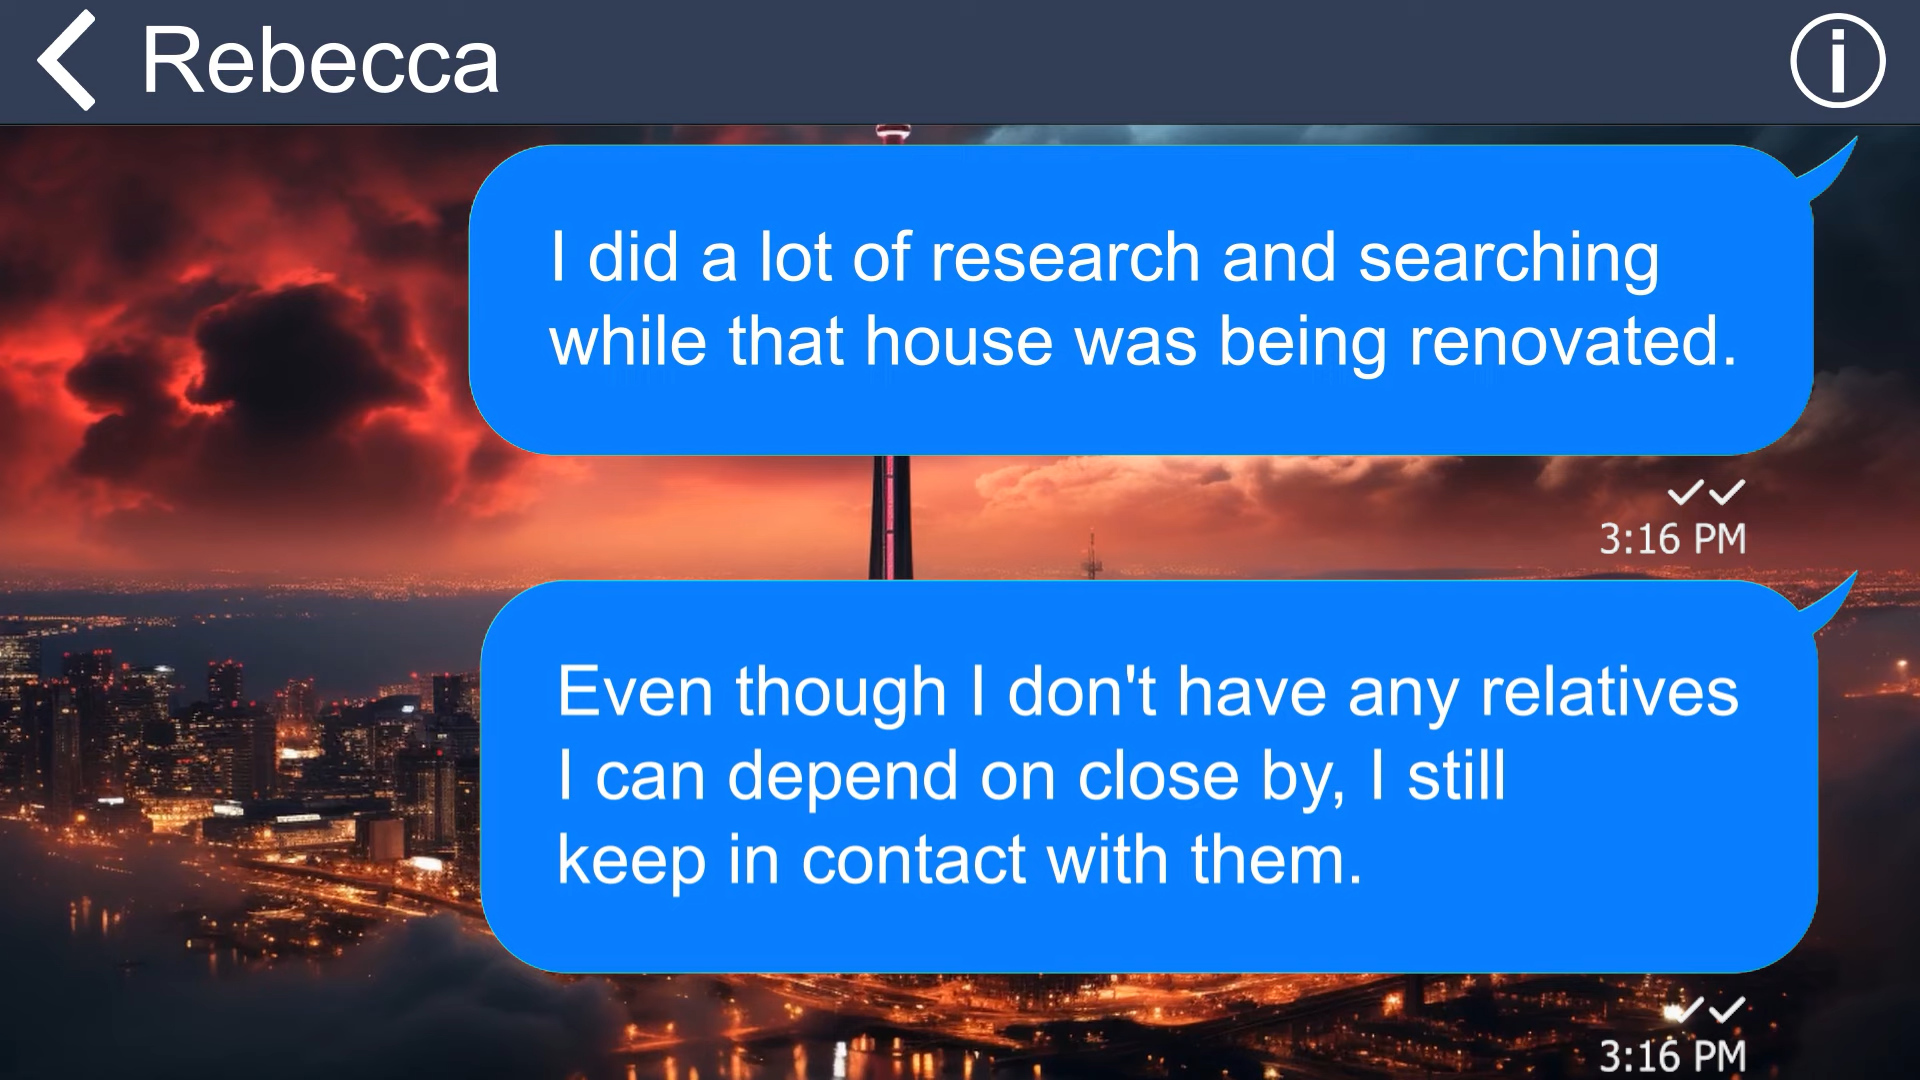 Rebecca
I did a lot of research and searching
while that house was being renovated.
3:16 PM
Even though I don't have any relatives
I can depend on close by, I still
keep in contact with them.
3:16 PM